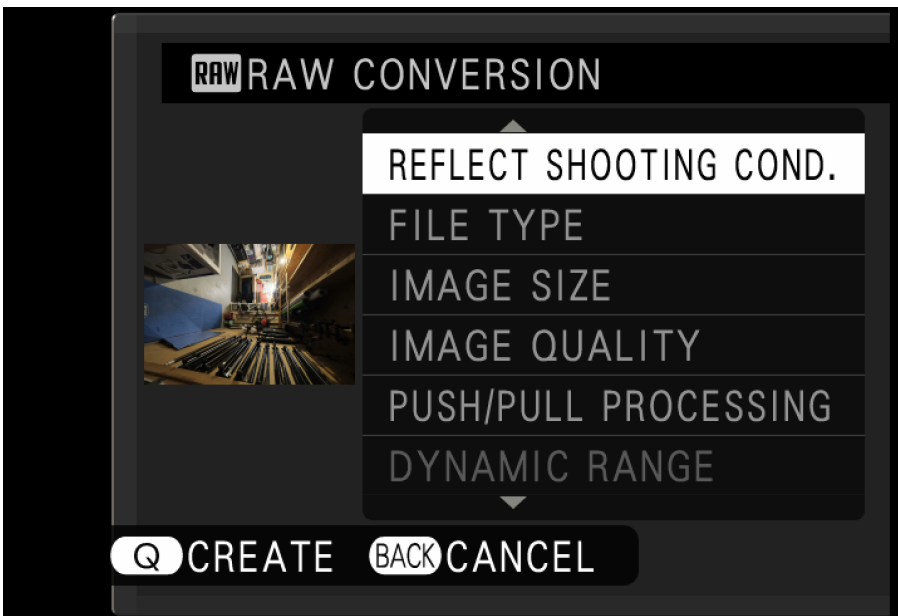 RAW RAW CONVERSION
REFLECT SHOOTING COND.
FILE TYPE
IMAGE SIZE
IMAGE QUALITY
PUSH/PULL PROCESSING
DYNAMIC RANGE
Q CREATE BACK CANCEL